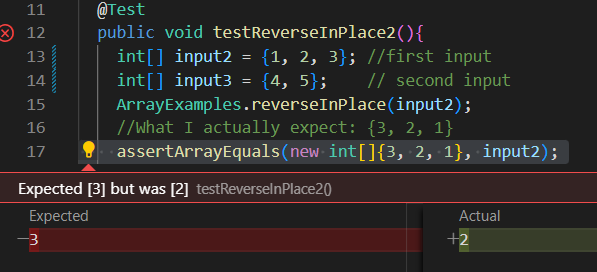 11 @Test
12 public void testReverseInPlace2(){
13 int[] input2 = {1, 2, 3}; //first input
14 int[] input3 = {4, 5}; // second input
15 ArrayExamples.reverseInPlace(input2);
16 //What I actually expect: {3, 2, 1}
17 assertArrayEquals(new int[]{3, 2, 1}, input2);
Expected [3] but was [2] testReverseInPlace2()
Expected Actual
−3 +2